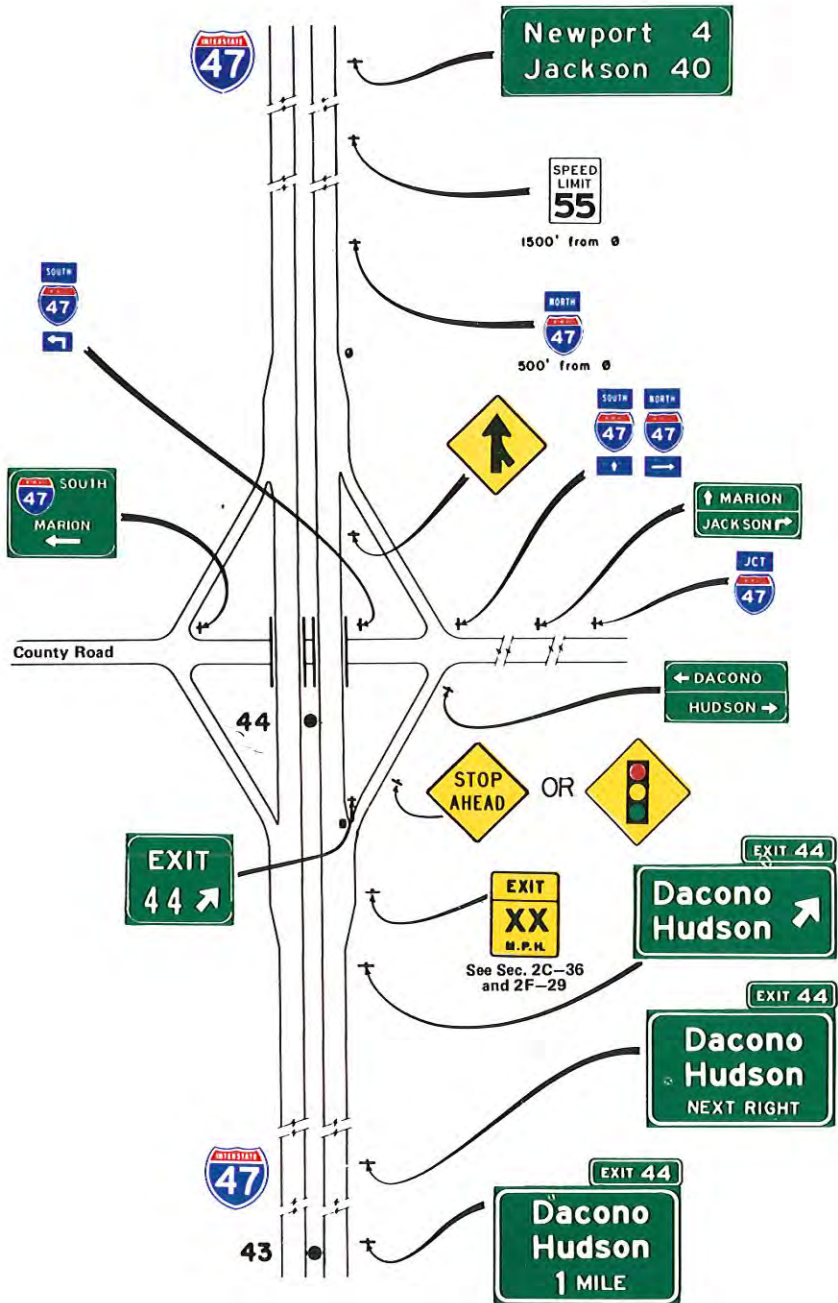 INTERSTATE
47
Newport 4
Jackson 40
SPEED
LIMIT
55
1500' from Ø
SOUTH
47
NORTH
47
500' from Ø
SOUTH
47
NORTH
47
47 SOUTH
MARION
MARION
JACKSON
JCT
47
County Road
DACONO
HUDSON
44
STOP
AHEAD
OR
EXIT
44
EXIT
XX
M.P.H.
See Sec. 2C-36
and 2F-29
EXIT 44
Dacono
Hudson
EXIT 44
Dacono
Hudson
NEXT RIGHT
INTERSTATE
47
43
EXIT 44
Dacono
Hudson
1 MILE